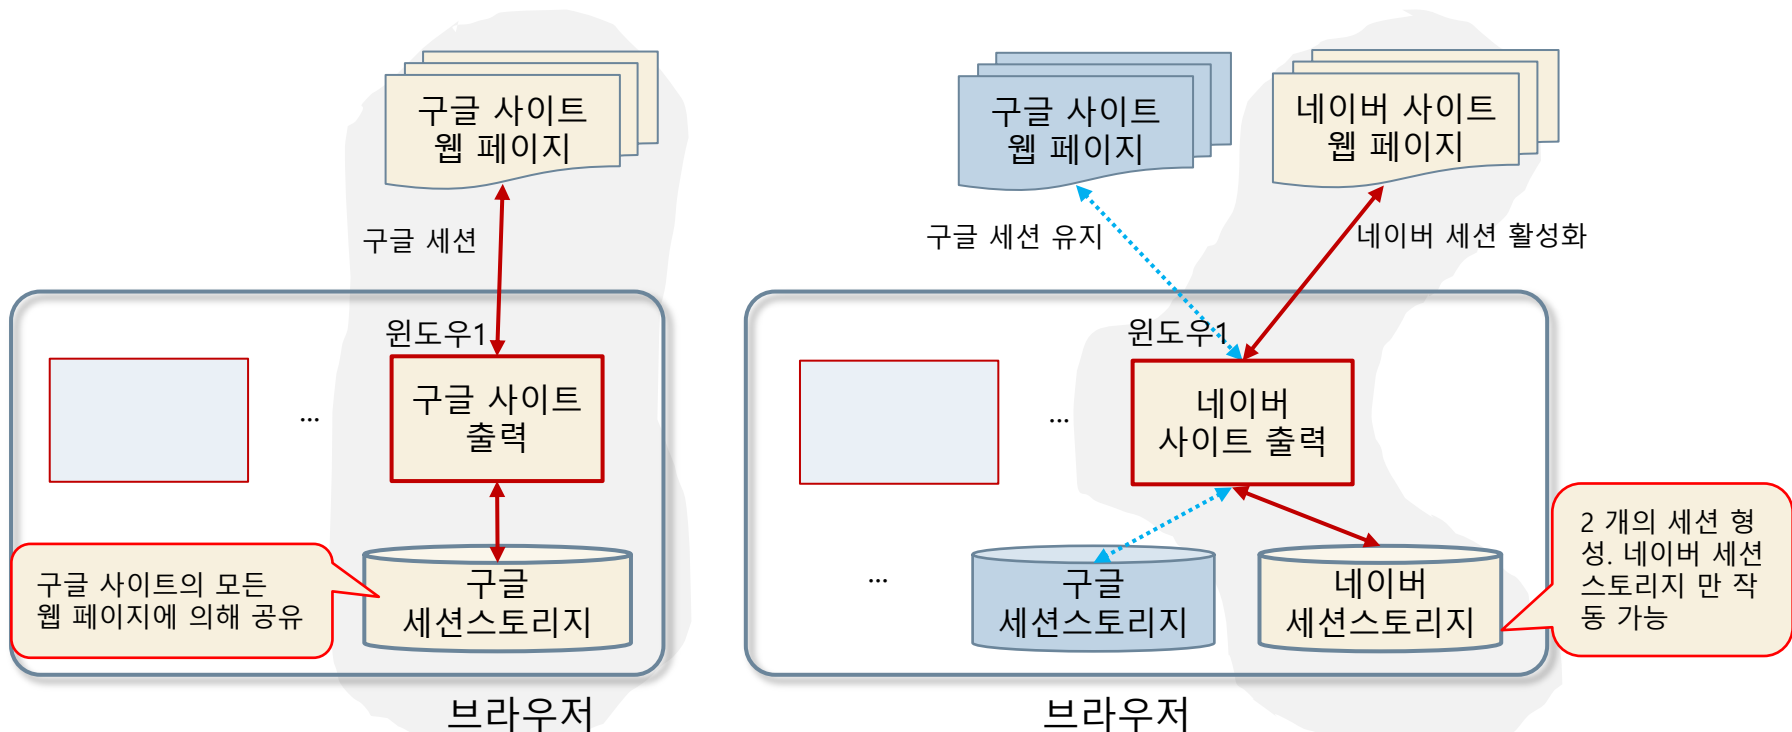 구글 사이트
웹 페이지
구글 세션
윈도우1
...
구글 사이트
출력
구글 사이트의 모든
웹 페이지에 의해 공유
구글
세션스토리지
브라우저
구글 사이트
웹 페이지
네이버 사이트
웹 페이지
구글 세션 유지
네이버 세션 활성화
윈도우1
...
네이버
사이트 출력
...
구글
세션스토리지
네이버
세션스토리지
2 개의 세션 형
성. 네이버 세션
스토리지 만 작
동 가능
브라우저